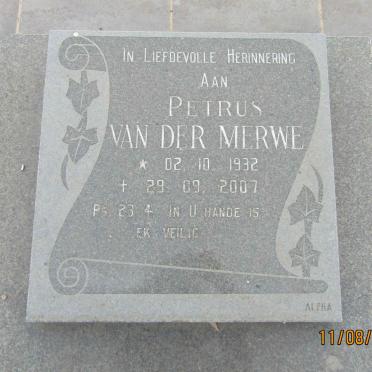 In Liefdevolle Herinnering
Aan
Petrus
VAN DER MERWE
* 02. 10. 1932
+ 29. 09. 2007
Ps. 23:4 IN U HANDE IS
EK VEILIG
ALPHA
11/08/